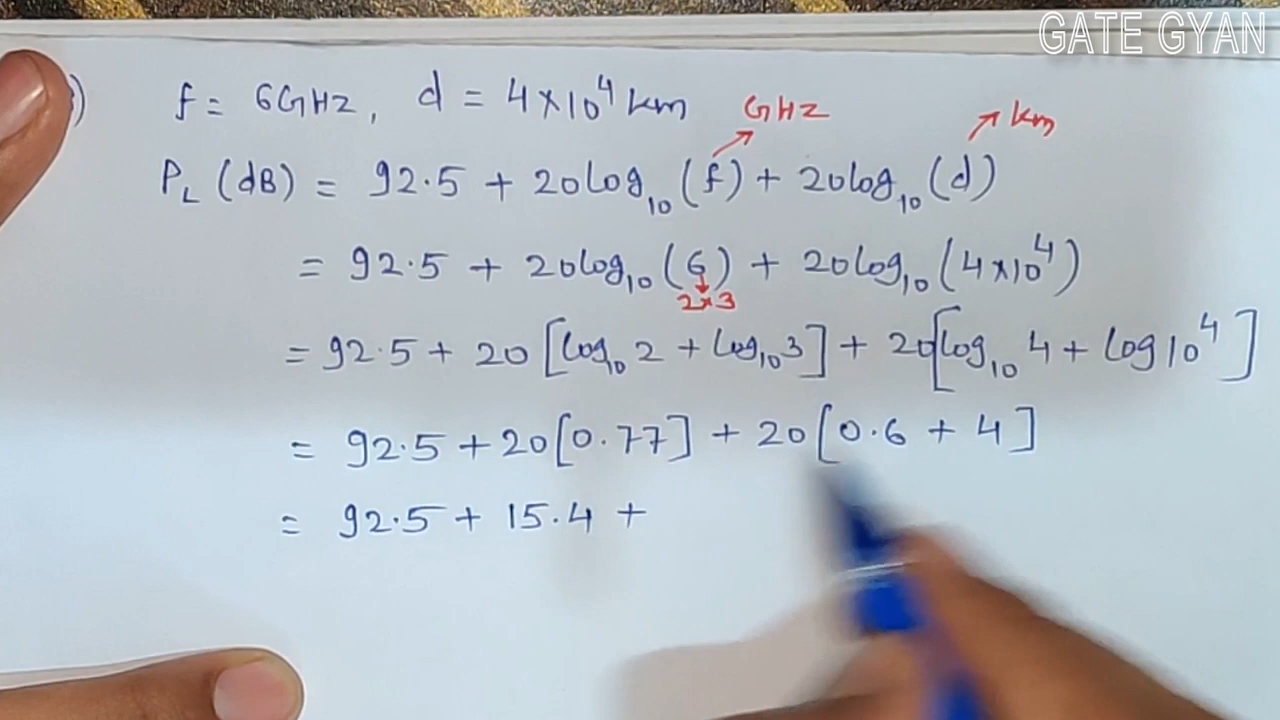 GATE GYAN
) f = 6GHz, d = 4×10⁴ km
GHz
km
P_L (dB) = 92.5 + 20log₁₀(f) + 20log₁₀(d)
= 92.5 + 20log₁₀(6) + 20log₁₀(4×10⁴)
2×3
= 92.5 + 20[log₁₀2 + log₁₀3] + 20[log₁₀4 + log10⁴]
= 92.5 + 20[0.77] + 20[0.6 + 4]
= 92.5 + 15.4 +